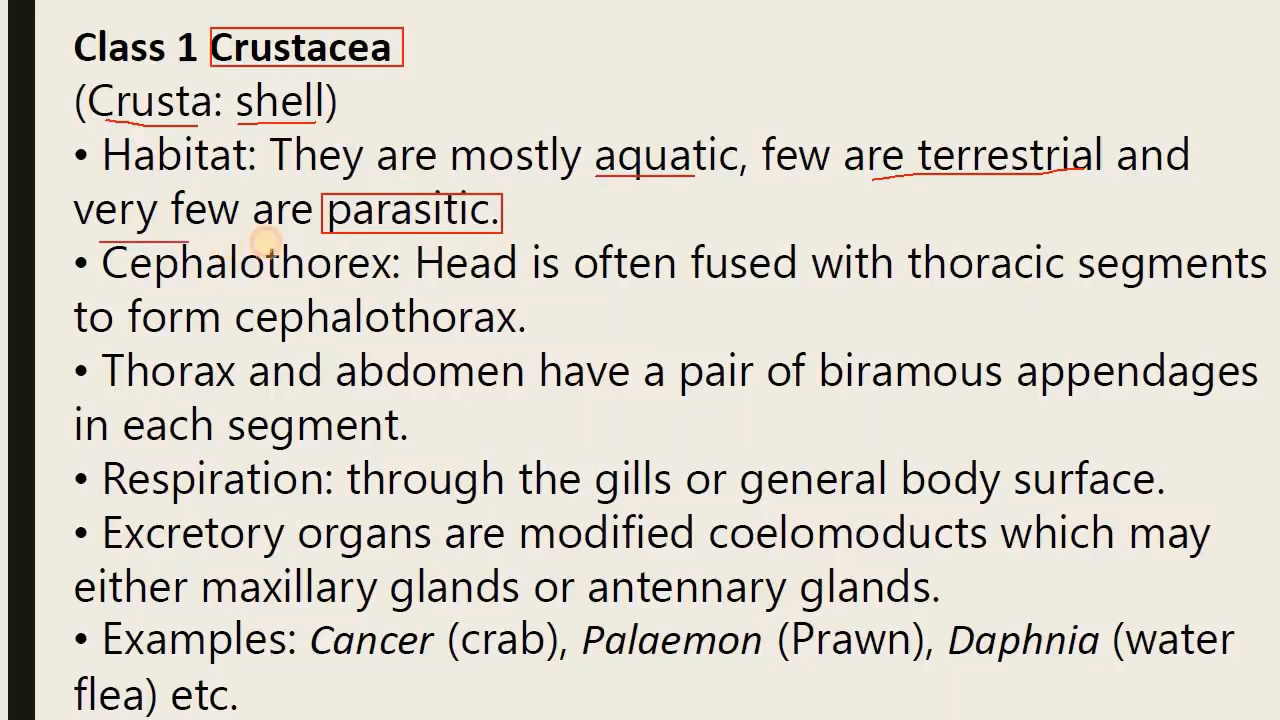 Class 1 Crustacea
(Crusta: shell)
• Habitat: They are mostly aquatic, few are terrestrial and
very few are parasitic.
• Cephalothorex: Head is often fused with thoracic segments
to form cephalothorax.
• Thorax and abdomen have a pair of biramous appendages
in each segment.
• Respiration: through the gills or general body surface.
• Excretory organs are modified coelomoducts which may
either maxillary glands or antennary glands.
• Examples: Cancer (crab), Palaemon (Prawn), Daphnia (water
flea) etc.